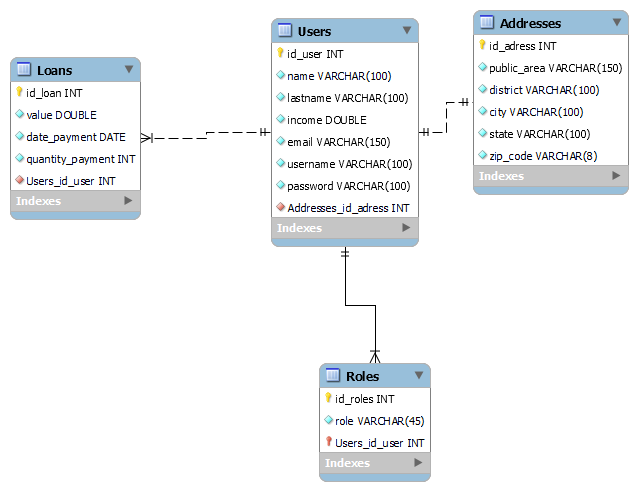 Loans
id_loan INT
value DOUBLE
date_payment DATE
quantity_payment INT
Users_id_user INT
Indexes
Users
id_user INT
name VARCHAR(100)
lastname VARCHAR(100)
income DOUBLE
email VARCHAR(150)
username VARCHAR(100)
password VARCHAR(100)
Addresses_id_adress INT
Indexes
Addresses
id_adress INT
public_area VARCHAR(150)
district VARCHAR(100)
city VARCHAR(100)
state VARCHAR(100)
zip_code VARCHAR(8)
Indexes
Roles
id_roles INT
role VARCHAR(45)
Users_id_user INT
Indexes